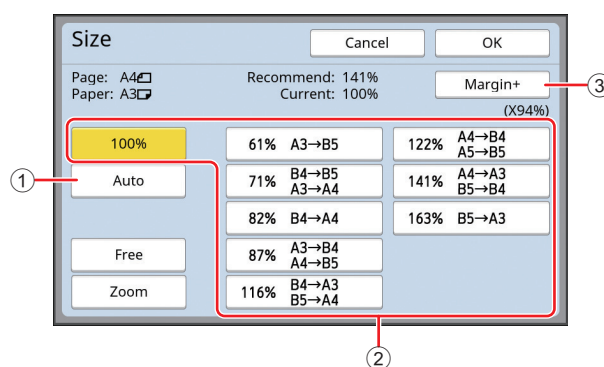 Size
Cancel
OK
Page: A4
Paper: A3
Recommend: 141%
Current: 100%
Margin+
(X94%)
100%
Auto
Free
Zoom
61% A3→B5
71% B4→B5
A3→A4
82% B4→A4
87% A3→B4
A4→B5
116% B4→A3
B5→A4
122% A4→B4
A5→B5
141% A4→A3
B5→B4
163% B5→A3
1
2
3